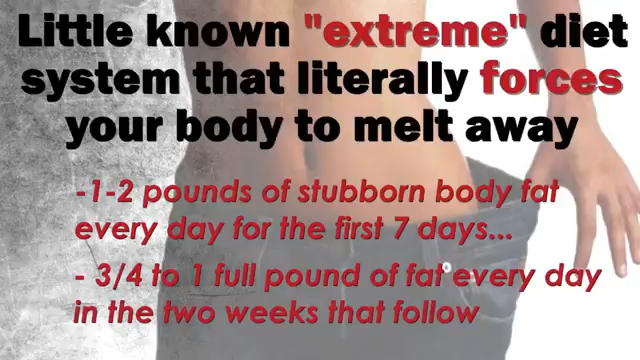 Little known "extreme" diet
system that literally forces
your body to melt away
-1-2 pounds of stubborn body fat
every day for the first 7 days...
- 3/4 to 1 full pound of fat every day
in the two weeks that follow